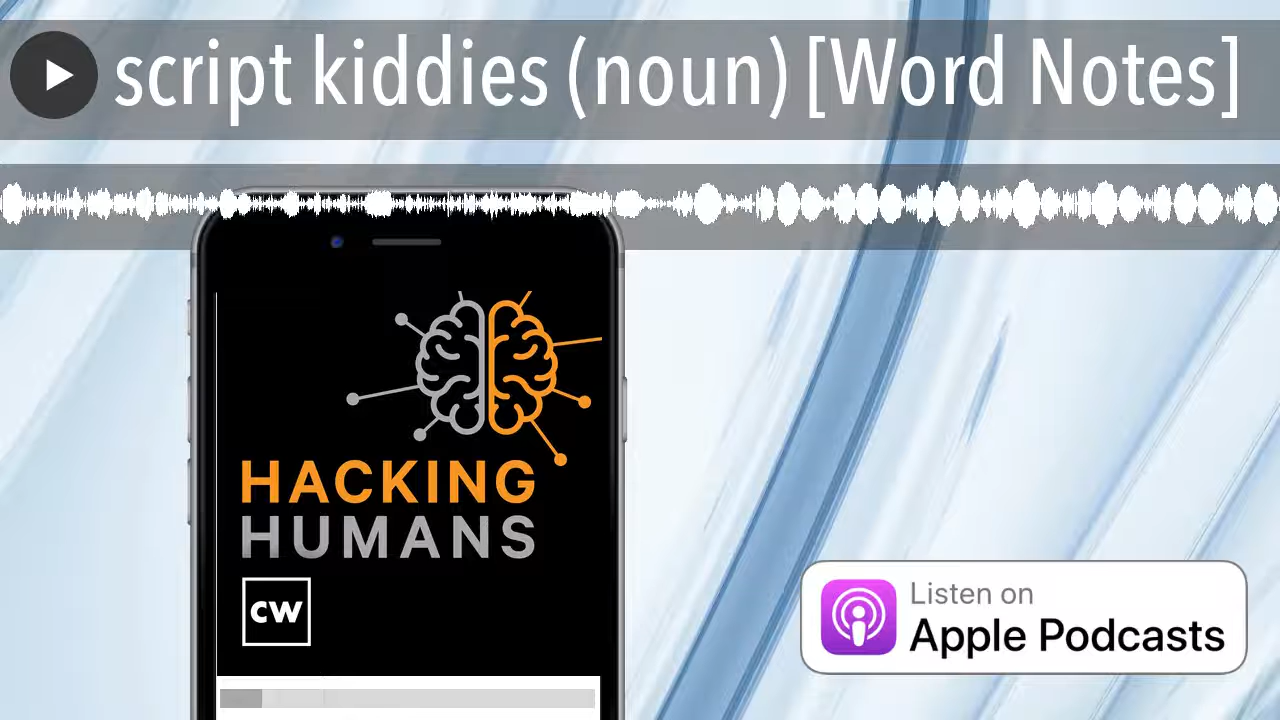 script kiddies (noun) [Word Notes]
HACKING
HUMANS
CW
Listen on
Apple Podcasts